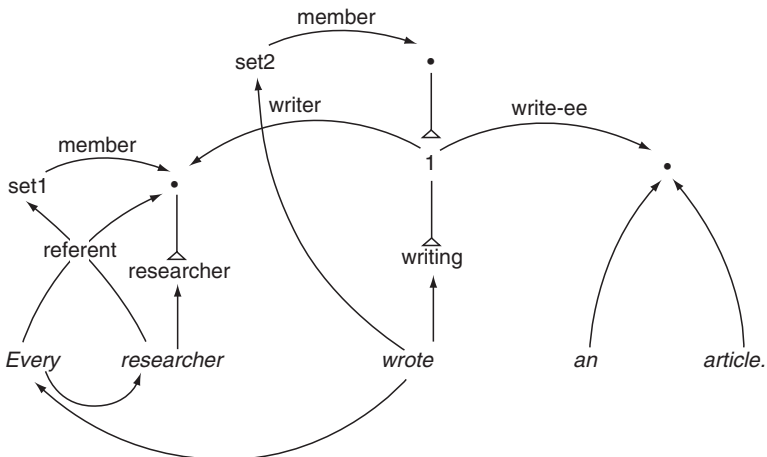 member
set2
writer
write-ee
member
1
set1
referent
researcher
writing
Every researcher wrote an article.